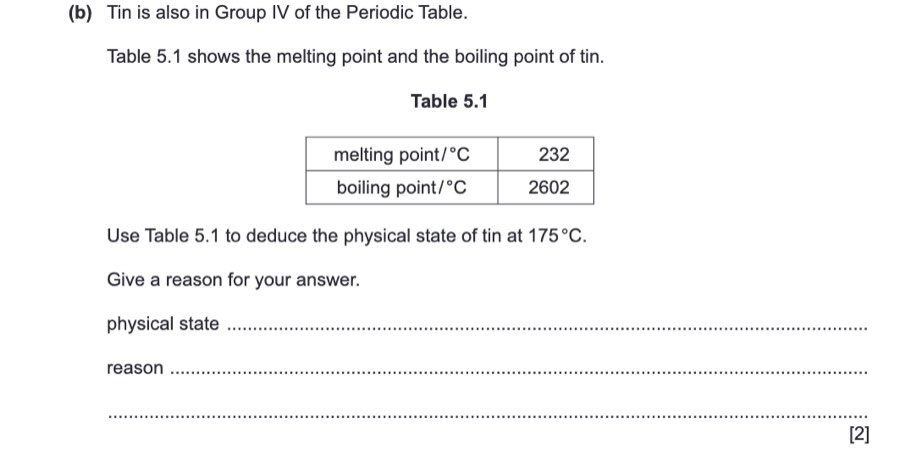 (b) Tin is also in Group IV of the Periodic Table.
Table 5.1 shows the melting point and the boiling point of tin.
Table 5.1
melting point/°C 232
boiling point/°C 2602
Use Table 5.1 to deduce the physical state of tin at 175°C.
Give a reason for your answer.
physical state ................................................................
reason ................................................................
................................................................
[2]